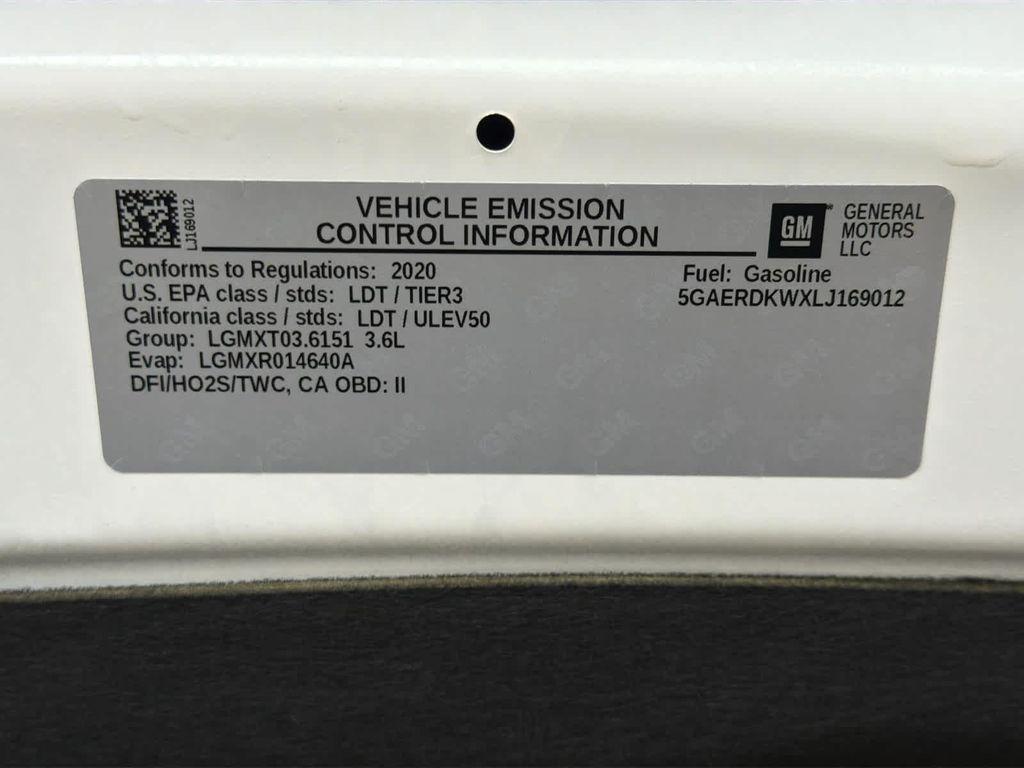 LJ169012
VEHICLE EMISSION
CONTROL INFORMATION
GM
GENERAL
MOTORS
LLC
Conforms to Regulations: 2020
U.S. EPA class / stds: LDT / TIER3
California class / stds: LDT / ULEV50
Group: LGMXT03.6151 3.6L
Evap: LGMXR014640A
DFI/HO2S/TWC, CA OBD: II
Fuel: Gasoline
5GAERDKWXLJ169012